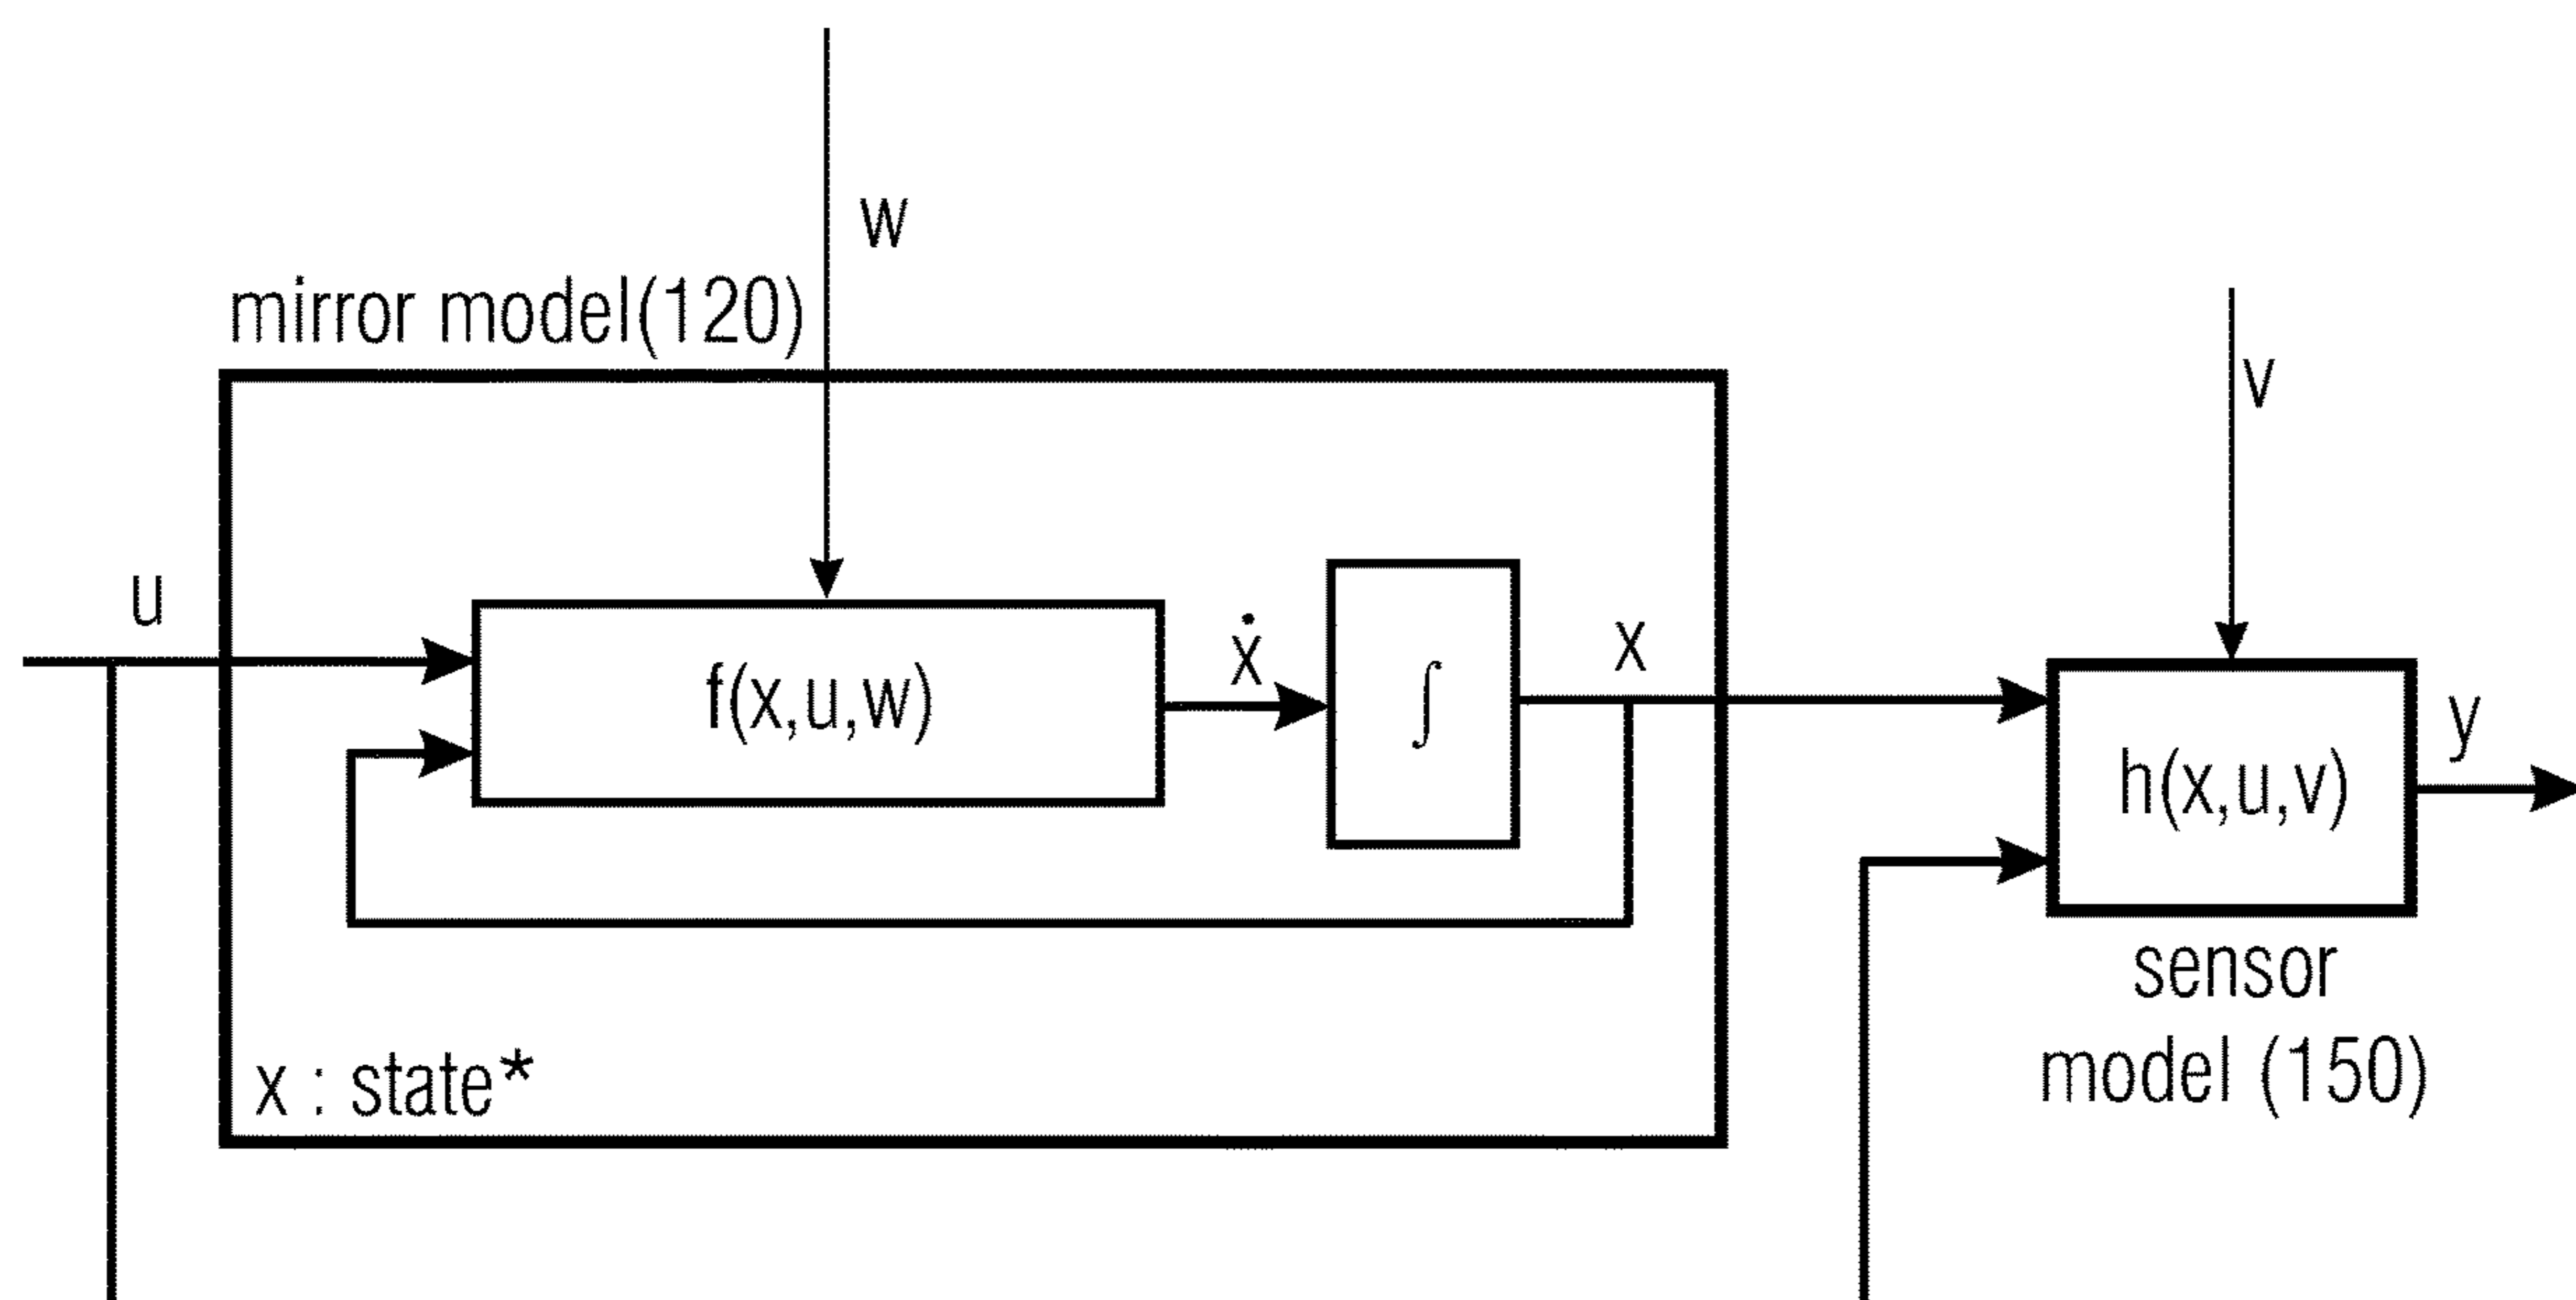 w
mirror model(120)
v
u
f(x,u,w)
ẋ
∫
x
h(x,u,v)
y
sensor
model (150)
x : state*